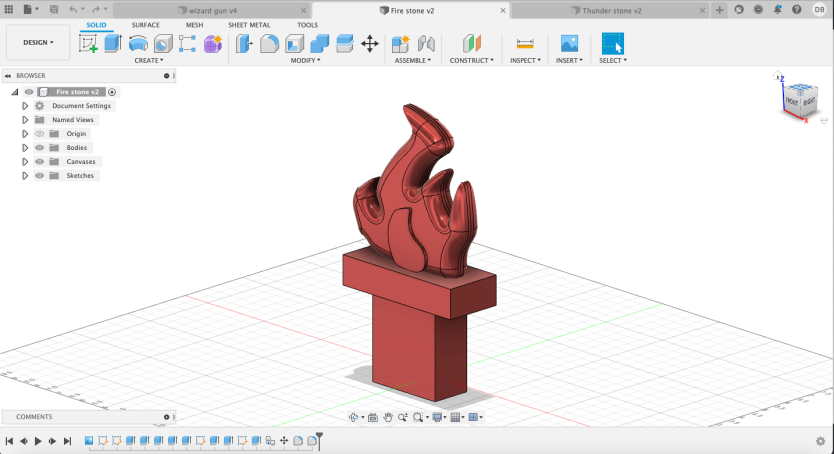 wizard gun v4
Fire stone v2
Thunder stone v2
DB
SOLID SURFACE MESH SHEET METAL TOOLS
DESIGN
CREATE MODIFY ASSEMBLE CONSTRUCT INSPECT INSERT SELECT
BROWSER
Fire stone v2
Document Settings
Named Views
Origin
Bodies
Canvases
Sketches
Z
FRONT RIGHT
X
COMMENTS